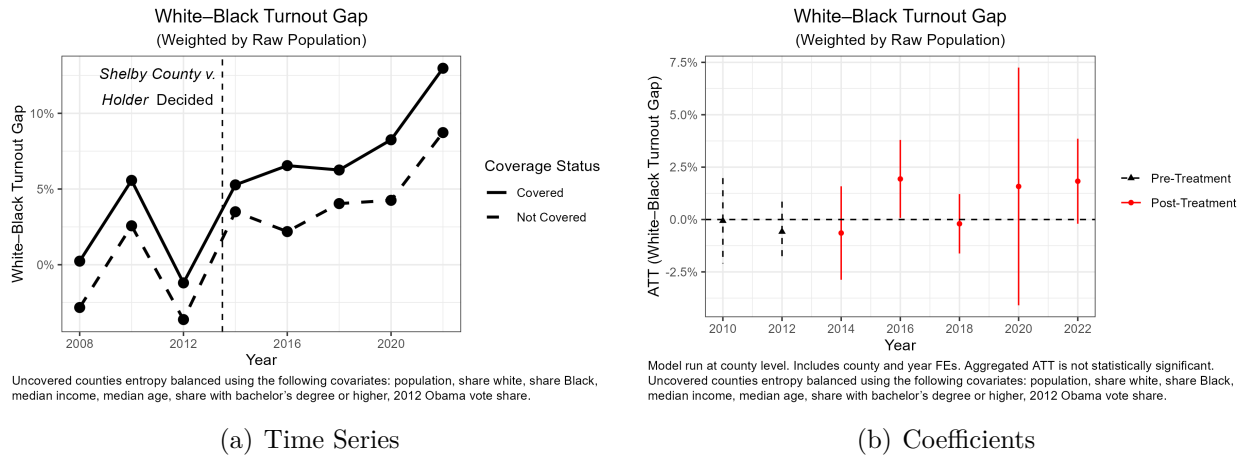 White–Black Turnout Gap
(Weighted by Raw Population)
Shelby County v.
Holder Decided
White–Black Turnout Gap
10%
5%
0%
2008
2012
2016
2020
Year
Coverage Status
Covered
Not Covered
Uncovered counties entropy balanced using the following covariates: population, share white, share Black,
median income, median age, share with bachelor's degree or higher, 2012 Obama vote share.
(a) Time Series
White–Black Turnout Gap
(Weighted by Raw Population)
ATT (White–Black Turnout Gap)
7.5%
5.0%
2.5%
0.0%
-2.5%
2010
2012
2014
2016
2018
2020
2022
Year
Pre-Treatment
Post-Treatment
Model run at county level. Includes county and year FEs. Aggregated ATT is not statistically significant.
Uncovered counties entropy balanced using the following covariates: population, share white, share Black,
median income, median age, share with bachelor's degree or higher, 2012 Obama vote share.
(b) Coefficients